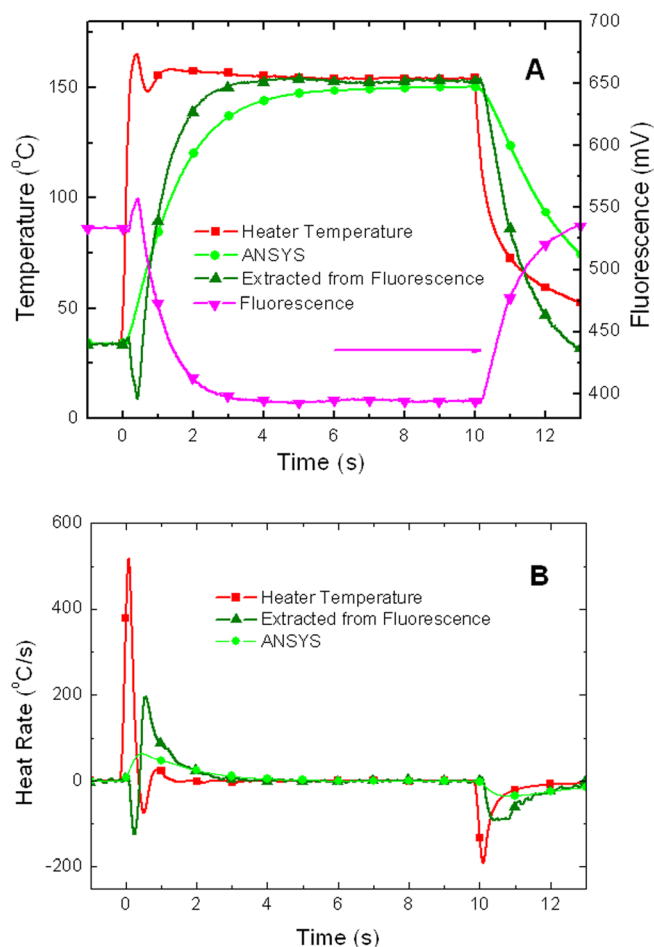 A
700
650
600
550
500
450
400
Fluorescence (mV)
150
100
50
0
Temperature (°C)
Heater Temperature
ANSYS
Extracted from Fluorescence
Fluorescence
0 2 4 6 8 10 12
Time (s)
B
600
400
200
0
-200
Heat Rate (°C/s)
Heater Temperature
Extracted from Fluorescence
ANSYS
0 2 4 6 8 10 12
Time (s)